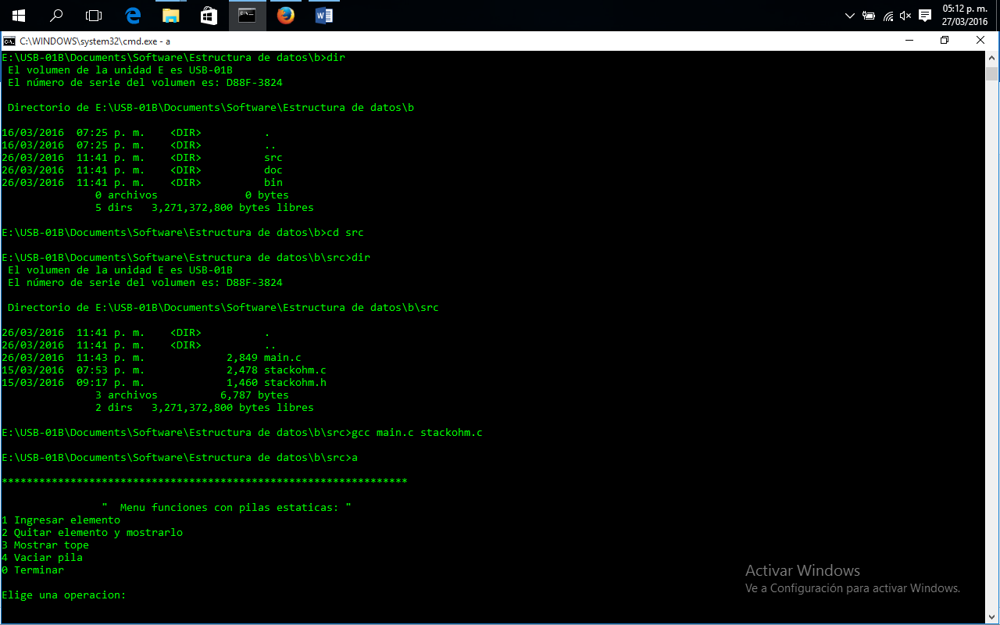 05:12 p. m.
27/03/2016
C:\WINDOWS\system32\cmd.exe - a
E:\USB-01B\Documents\Software\Estructura de datos\b>dir
 El volumen de la unidad E es USB-01B
 El número de serie del volumen es: D88F-3824
 Directorio de E:\USB-01B\Documents\Software\Estructura de datos\b
16/03/2016  07:25 p. m.    <DIR>          .
16/03/2016  07:25 p. m.    <DIR>          ..
26/03/2016  11:41 p. m.    <DIR>          src
26/03/2016  11:41 p. m.    <DIR>          doc
26/03/2016  11:41 p. m.    <DIR>          bin
               0 archivos              0 bytes
               5 dirs   3,271,372,800 bytes libres
E:\USB-01B\Documents\Software\Estructura de datos\b>cd src
E:\USB-01B\Documents\Software\Estructura de datos\b\src>dir
 El volumen de la unidad E es USB-01B
 El número de serie del volumen es: D88F-3824
 Directorio de E:\USB-01B\Documents\Software\Estructura de datos\b\src
26/03/2016  11:41 p. m.    <DIR>          .
26/03/2016  11:41 p. m.    <DIR>          ..
26/03/2016  11:43 p. m.             2,849 main.c
15/03/2016  07:53 p. m.             2,478 stackohm.c
15/03/2016  09:17 p. m.             1,460 stackohm.h
               3 archivos          6,787 bytes
               2 dirs   3,271,372,800 bytes libres
E:\USB-01B\Documents\Software\Estructura de datos\b\src>gcc main.c stackohm.c
E:\USB-01B\Documents\Software\Estructura de datos\b\src>a
*****************************************************************
                "  Menu funciones con pilas estaticas: "
1 Ingresar elemento
2 Quitar elemento y mostrarlo
3 Mostrar tope
4 Vaciar pila
0 Terminar
Elige una operacion:
Activar Windows
Ve a Configuración para activar Windows.